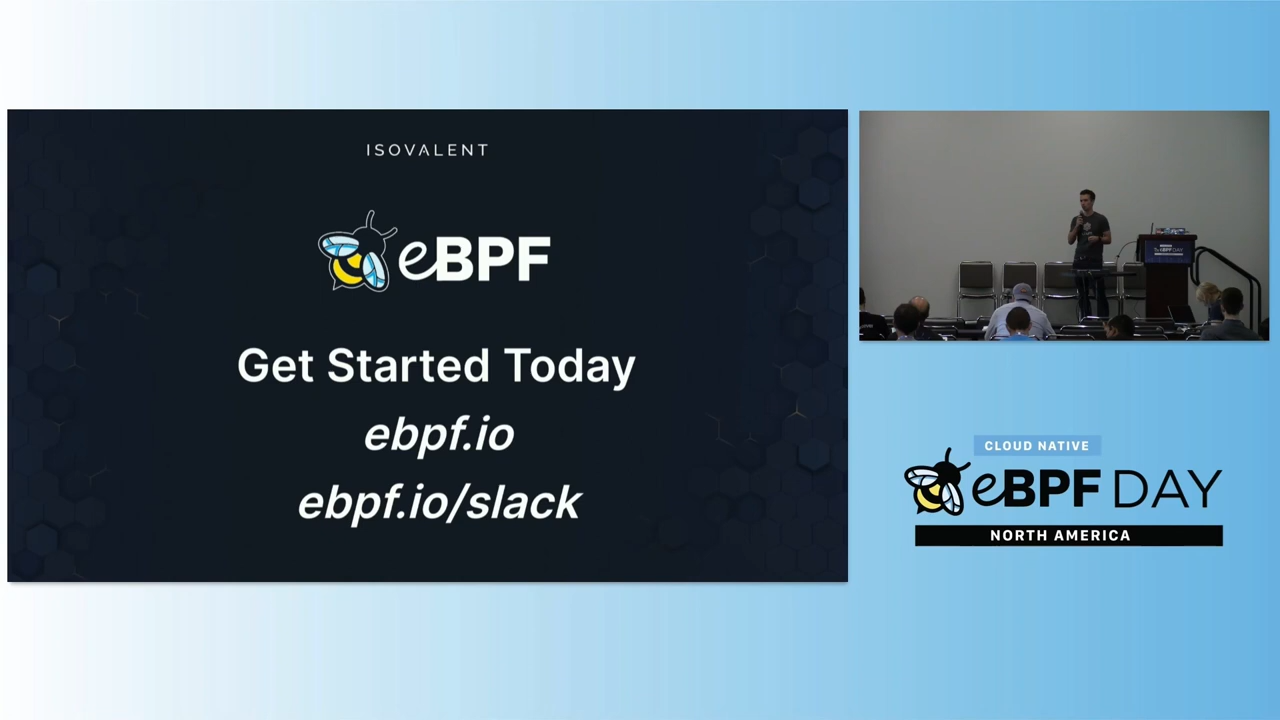 ISOVALENT
eBPF
Get Started Today
ebpf.io
ebpf.io/slack
CLOUD NATIVE
eBPF DAY
NORTH AMERICA